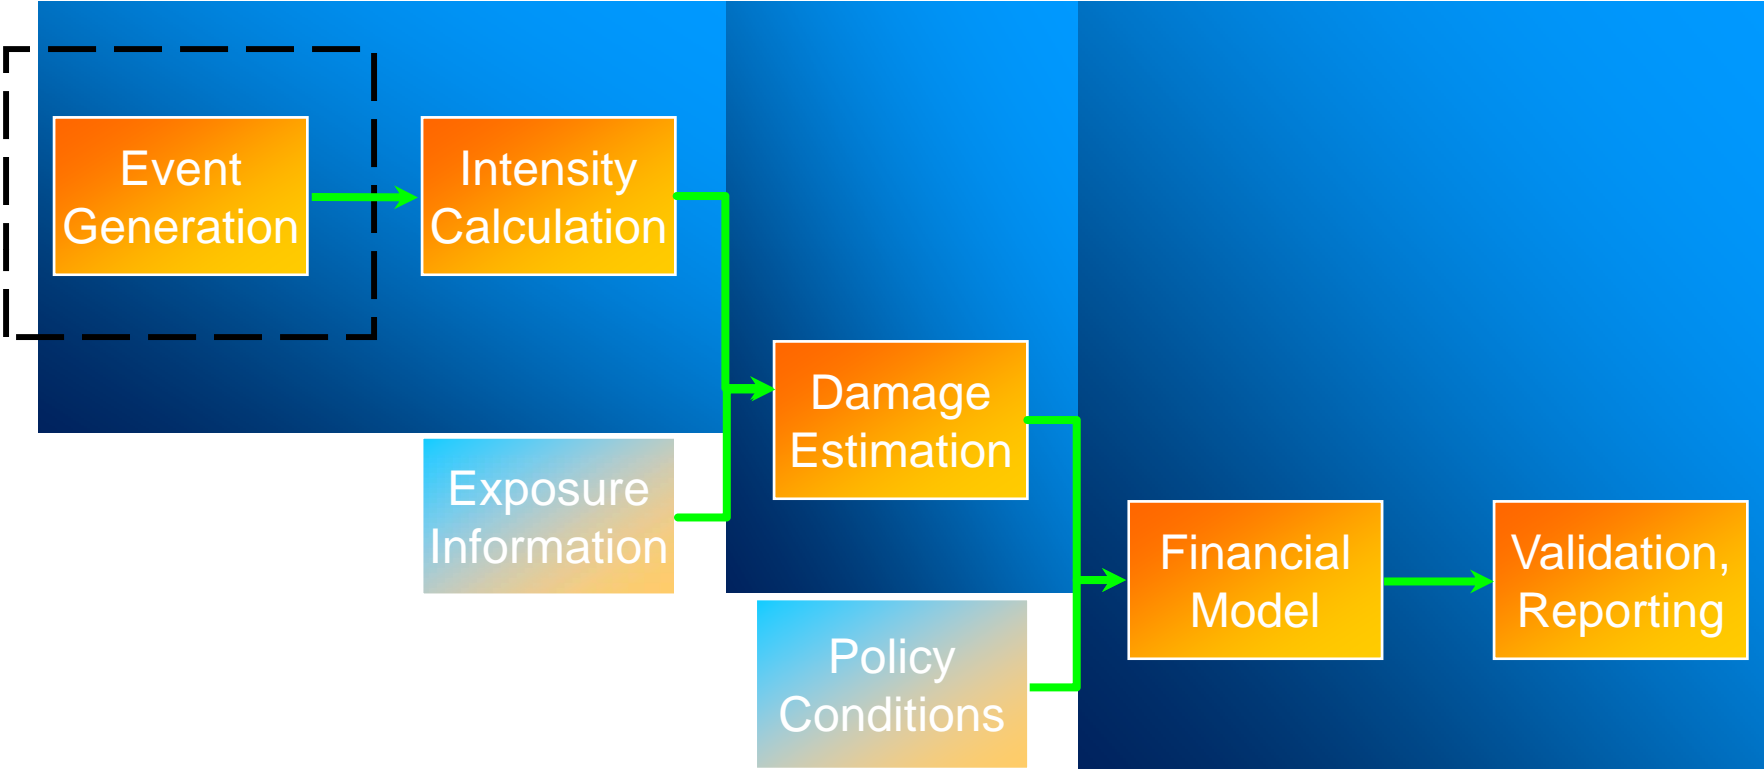 Event
Generation
Intensity
Calculation
Damage
Estimation
Exposure
Information
Financial
Model
Validation,
Reporting
Policy
Conditions